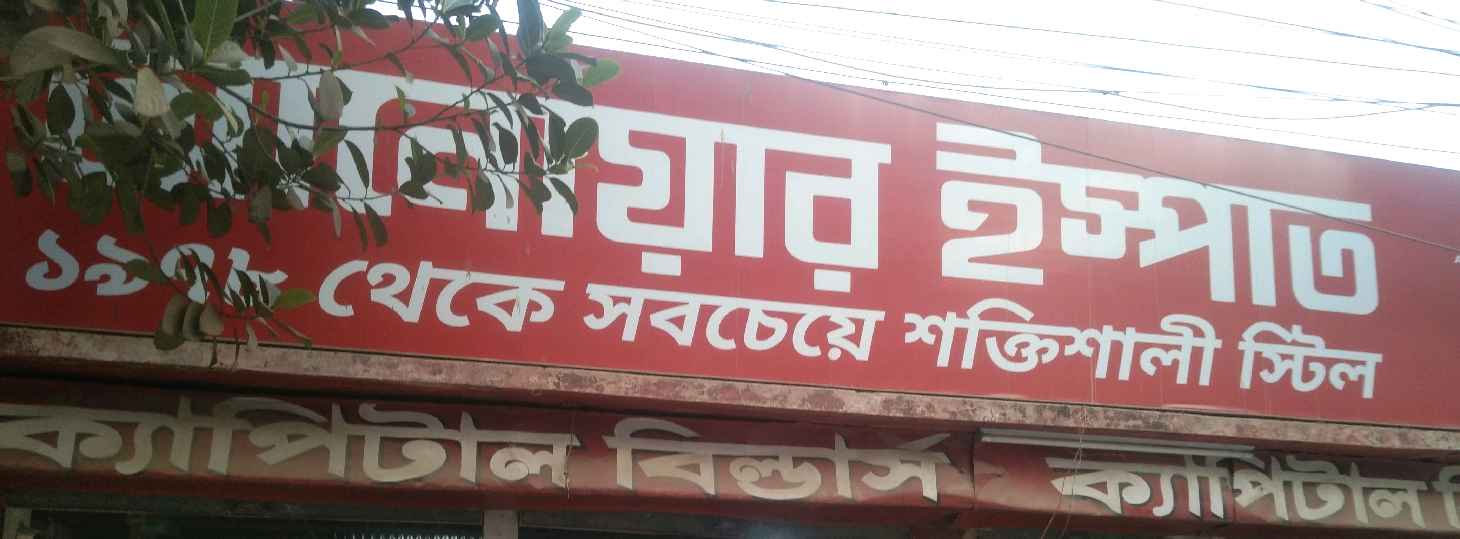 ইস্পাত
থেকে সবচেয়ে শক্তিশালী স্টিল
ক্যাপিটাল বিল্ডার্স ক্যাপিটাল